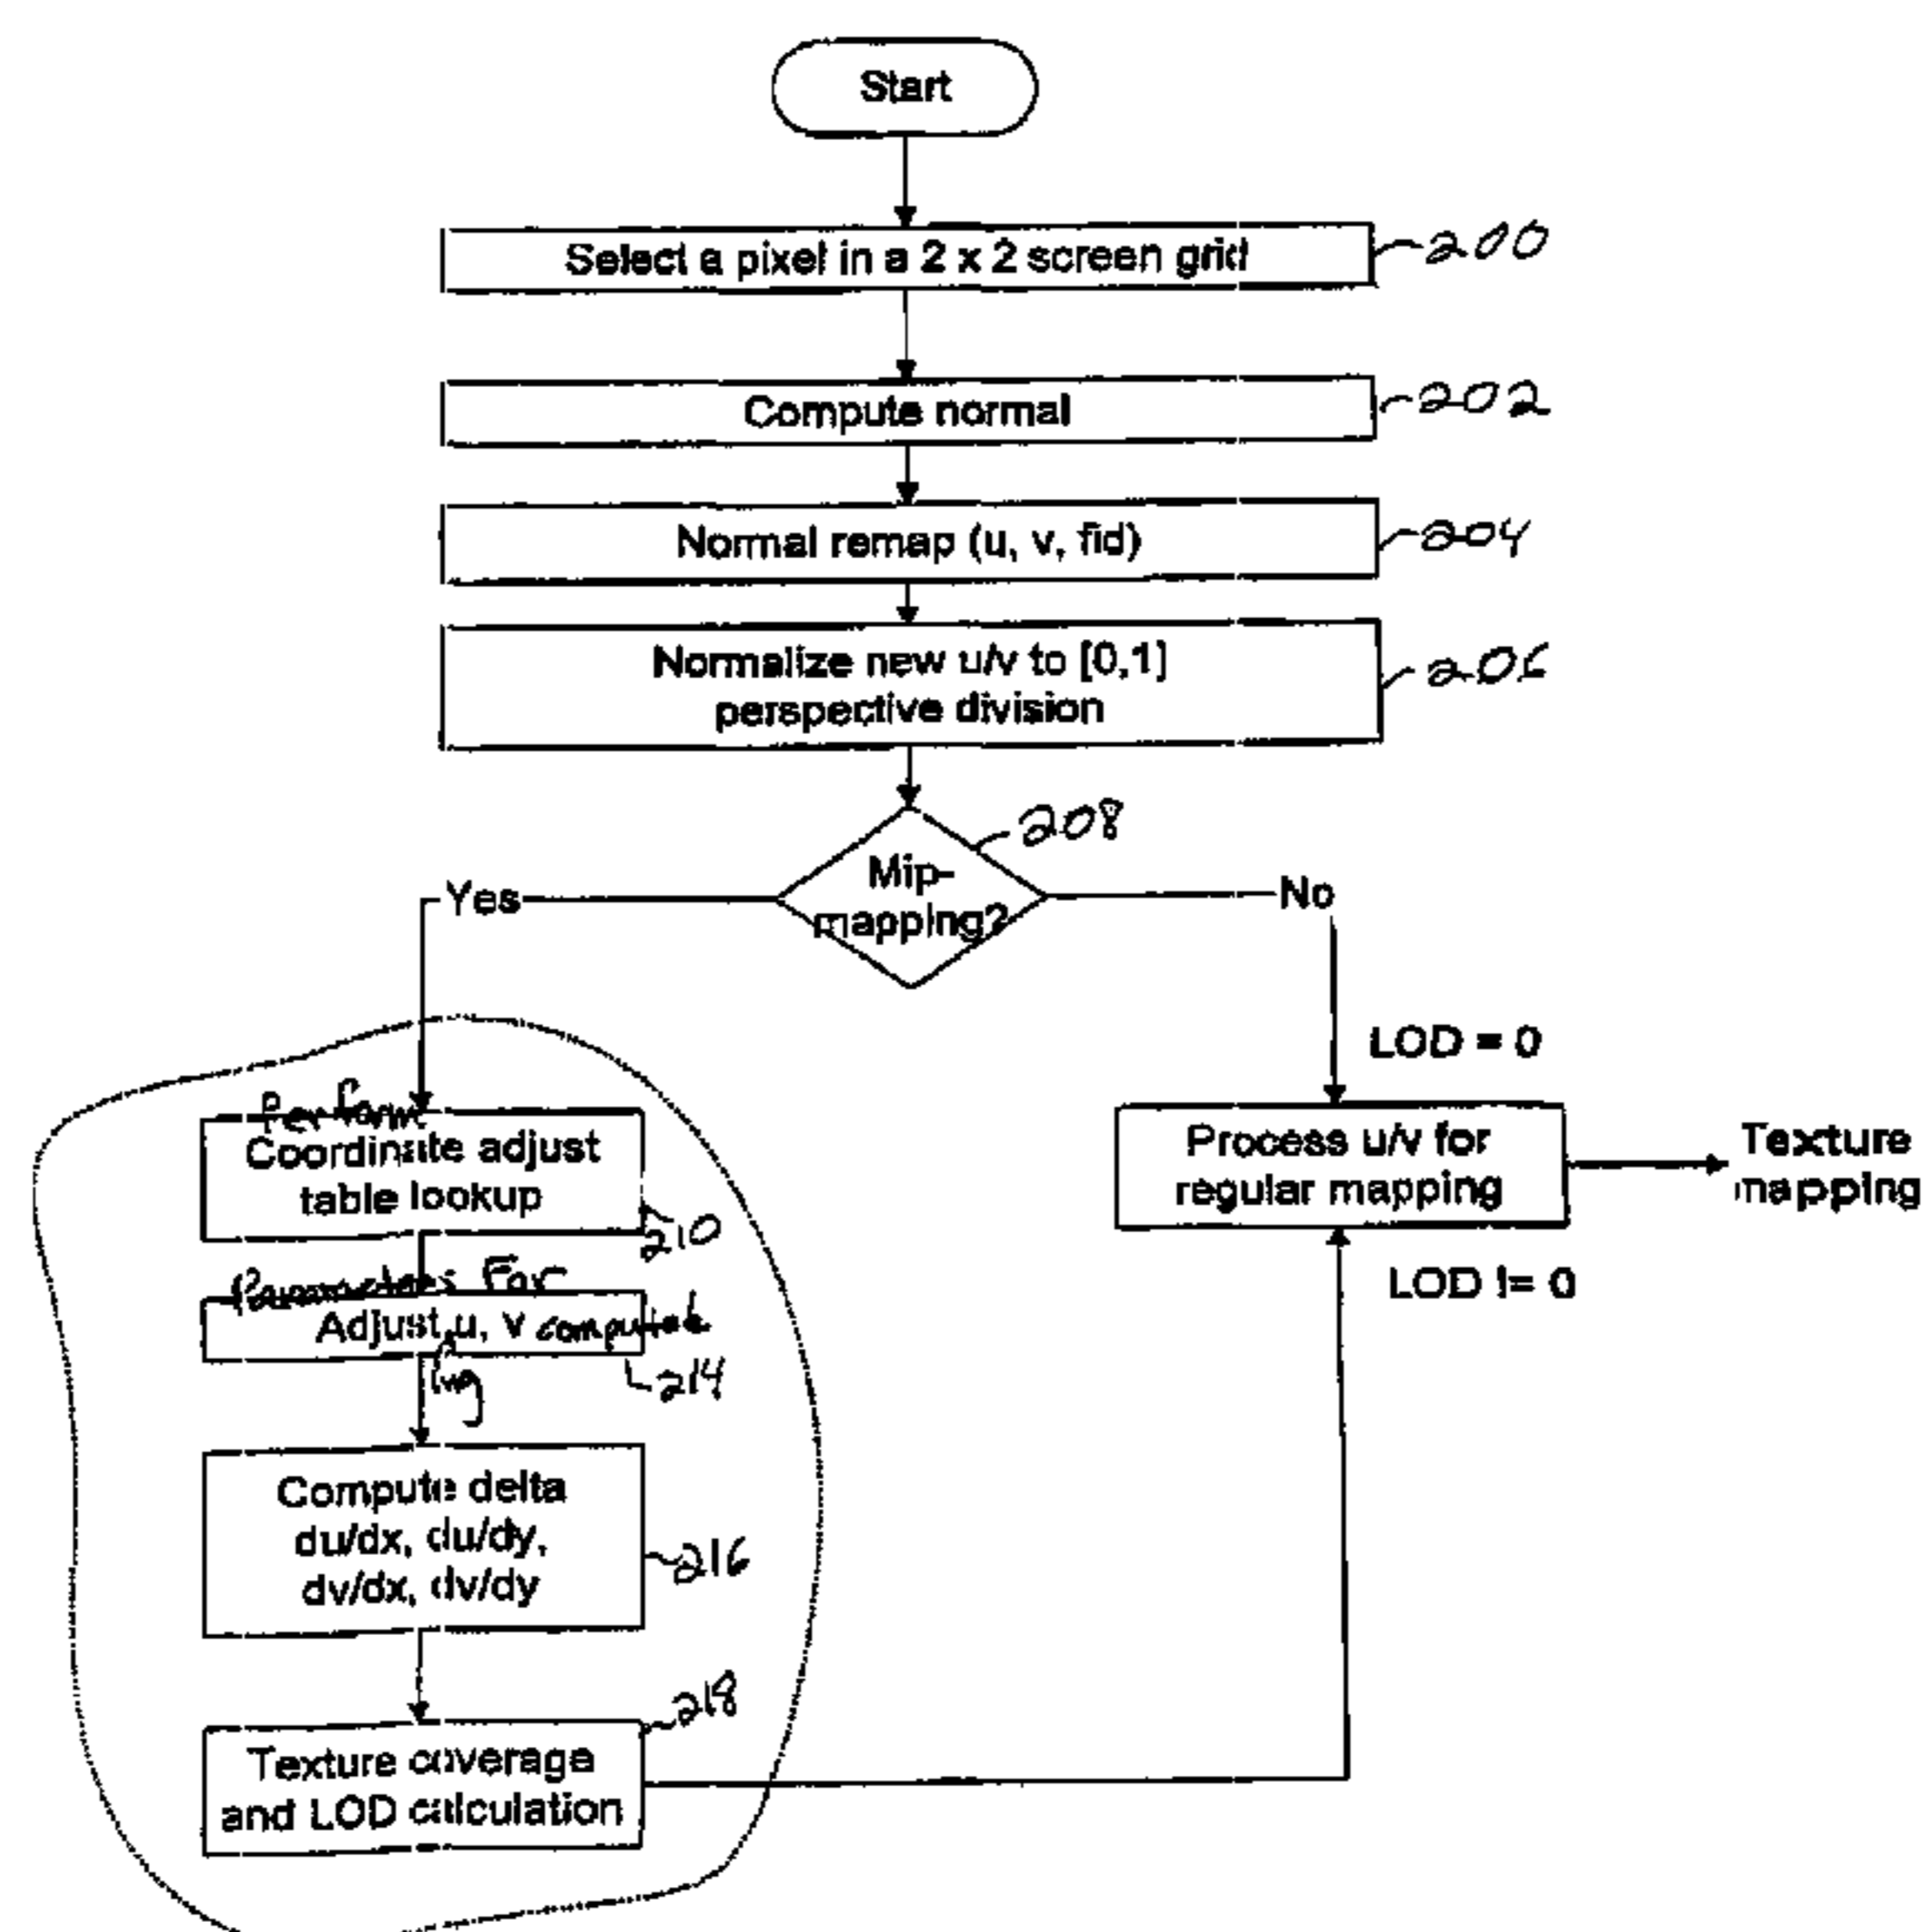 Start
Select a pixel in a 2 x 2 screen grid
200
Compute normal
202
Normal remap (u, v, fid)
204
Normalize new u/v to [0,1]
perspective division
206
208
Mip-
mapping?
Yes
No
LOD = 0
Perform
Coordinate adjust
table lookup
210
Process u/v for
regular mapping
Texture
mapping
LOD != 0
Parameters For
Adjust u, v computed
ing
214
Compute delta
du/dx, du/dy,
dv/dx, dv/dy
216
218
Texture coverage
and LOD calculation